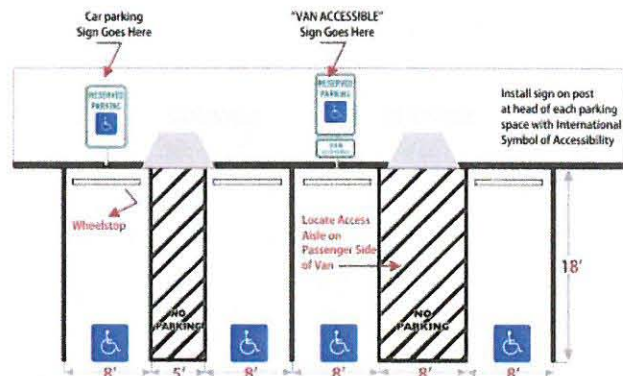 Car parking
Sign Goes Here
"VAN ACCESSIBLE"
Sign Goes Here
RESERVED
PARKING
RESERVED
PARKING
VAN
Install sign on post
at head of each parking
space with International
Symbol of Accessibility
Wheelstop
Locate Access
Aisle on
Passenger Side
of Van
18'
NO
PARKING
NO
PARKING
8'
5'
8'
8'
8'
8'